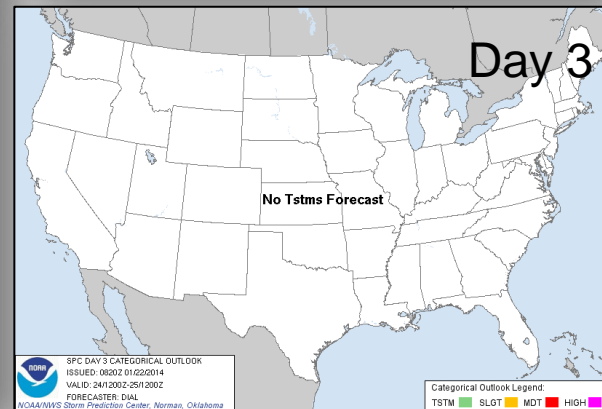 Day 3
No Tstms Forecast
NOAA
SPC DAY 3 CATEGORICAL OUTLOOK
ISSUED: 0820Z 01/22/2014
VALID: 24/1200Z-25/1200Z
FORECASTER: DIAL
NOAA/NWS Storm Prediction Center, Norman, Oklahoma
Categorical Outlook Legend:
TSTM SLGT MDT HIGH